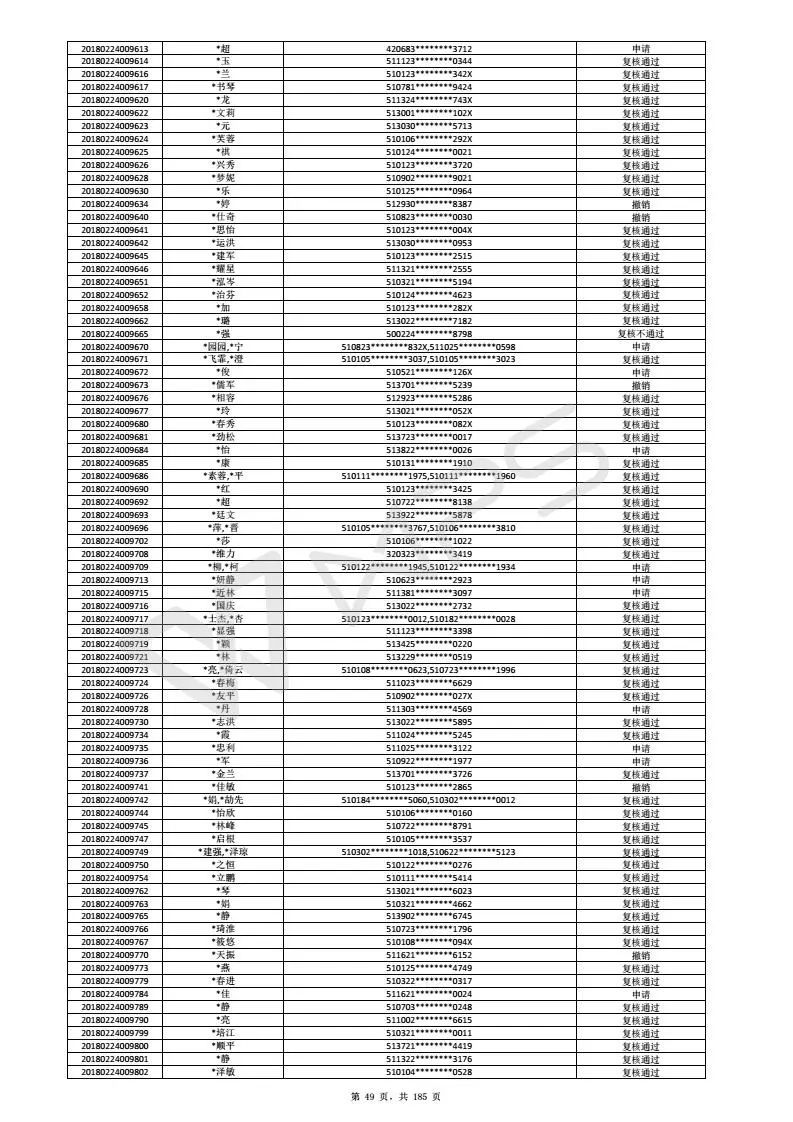 20180224009613 *超 420683********3712 申请
20180224009614 *玉 511123********0344 复核通过
20180224009616 *兰 510123********342X 复核通过
20180224009617 *书琴 510781********9424 复核通过
20180224009620 *龙 511324********743X 复核通过
20180224009622 *文莉 513001********102X 复核通过
20180224009623 *元 513030********5713 复核通过
20180224009624 *芙蓉 510106********292X 复核通过
20180224009625 *祺 510124********0021 复核通过
20180224009626 *兴秀 510123********3720 复核通过
20180224009628 *梦妮 510902********9021 复核通过
20180224009630 *乐 510125********0964 复核通过
20180224009634 *婷 512930********8387 撤销
20180224009640 *仕奇 510823********0030 撤销
20180224009641 *思怡 510123********004X 复核通过
20180224009642 *运洪 513030********0953 复核通过
20180224009645 *建军 510123********2515 复核通过
20180224009646 *耀星 511321********2555 复核通过
20180224009651 *泓岑 510321********5194 复核通过
20180224009652 *治芬 510124********4623 复核通过
20180224009658 *加 510123********282X 复核通过
20180224009662 *璐 513022********7182 复核通过
20180224009665 *强 500224********8798 复核不通过
20180224009670 *园园,*宁 510823********832X,511025********0598 申请
20180224009671 *飞霏,*澄 510105********3037,510105********3023 复核通过
20180224009672 *俊 510521********126X 申请
20180224009673 *儒军 513701********5239 撤销
20180224009676 *相容 512923********5286 复核通过
20180224009677 *玲 513021********052X 复核通过
20180224009680 *春秀 510123********082X 复核通过
20180224009681 *劲松 513723********0017 复核通过
20180224009684 *怡 513822********0026 申请
20180224009685 *康 510131********1910 复核通过
20180224009686 *素蓉,*平 510111********1975,510111********1960 复核通过
20180224009690 *红 510123********3425 复核通过
20180224009692 *超 510722********8138 复核通过
20180224009693 *廷文 513922********5878 复核通过
20180224009696 *萍,*晋 510105********3767,510106********3810 复核通过
20180224009702 *莎 510106********1022 复核通过
20180224009708 *维力 320323********3419 复核通过
20180224009709 *柳,*柯 510122********1945,510122********1934 申请
20180224009713 *妍静 510623********2923 申请
20180224009715 *近林 511381********3097 申请
20180224009716 *国庆 513022********2732 复核通过
20180224009717 *士杰,*杏 510123********0012,510182********0028 复核通过
20180224009718 *显强 511123********3398 复核通过
20180224009719 *颖 513425********0220 复核通过
20180224009721 *林 513229********0519 复核通过
20180224009723 *亮,*倚云 510108********0623,510723********1996 复核通过
20180224009724 *春梅 511023********6629 复核通过
20180224009726 *友平 510902********027X 复核通过
20180224009728 *丹 511303********4569 申请
20180224009730 *志洪 513022********5895 复核通过
20180224009734 *霞 511024********5245 复核通过
20180224009735 *忠利 511025********3122 申请
20180224009736 *军 510922********1977 申请
20180224009737 *金兰 513701********3726 复核通过
20180224009741 *佳敏 510123********2865 撤销
20180224009742 *娟,*劼先 510184********5060,510302********0012 复核通过
20180224009744 *怡欣 510106********0160 复核通过
20180224009745 *林峰 510722********8791 复核通过
20180224009747 *启根 510105********3537 复核通过
20180224009749 *建强,*泽琼 510302********1018,510622********5123 复核通过
20180224009750 *之恒 510122********0276 复核通过
20180224009754 *立鹏 510111********5414 复核通过
20180224009762 *琴 513021********6023 复核通过
20180224009763 *娟 510321********4662 复核通过
20180224009765 *静 513902********6745 复核通过
20180224009766 *琦淮 510723********1796 复核通过
20180224009767 *筱悠 510108********094X 复核通过
20180224009770 *天振 511621********6152 撤销
20180224009773 *燕 510125********4749 复核通过
20180224009779 *春进 510322********0317 复核通过
20180224009784 *佳 511621********0024 申请
20180224009789 *静 510703********0248 复核通过
20180224009790 *亮 511002********6615 复核通过
20180224009799 *培江 510321********0011 复核通过
20180224009800 *顺平 513721********4419 复核通过
20180224009801 *静 511322********3176 复核通过
20180224009802 *泽敏 510104********0528 复核通过
第 49 页, 共 185 页